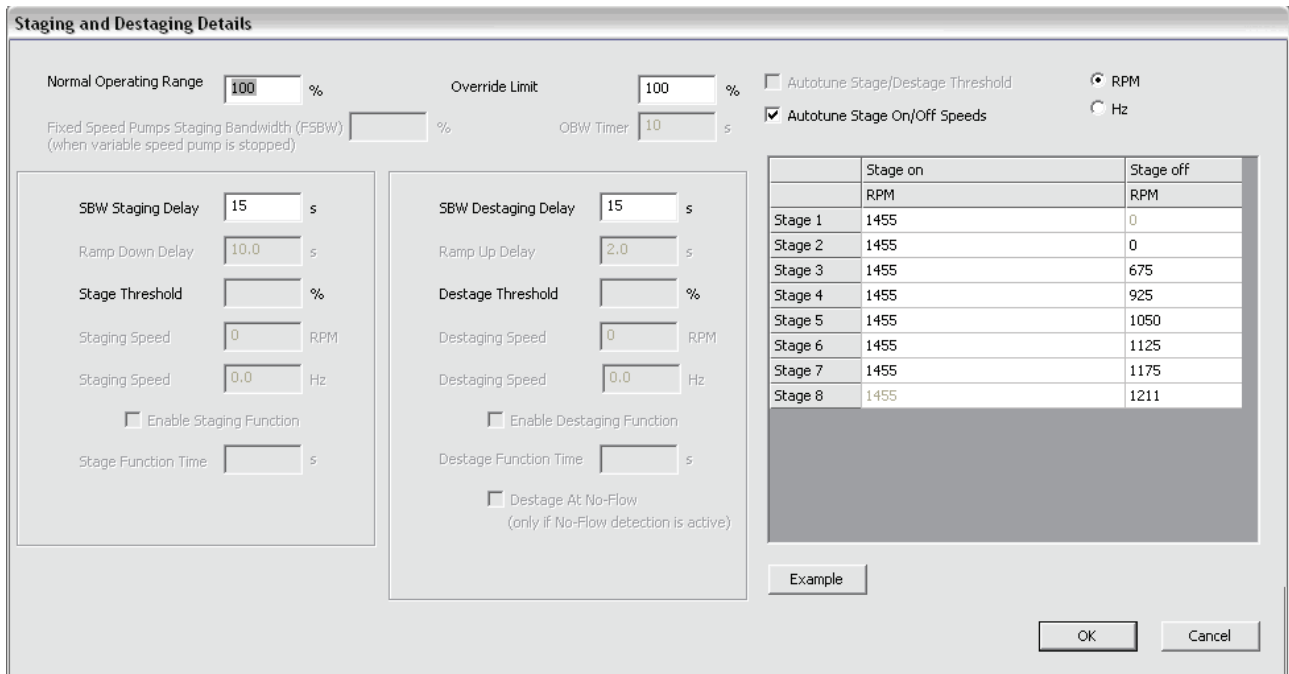 Staging and Destaging Details
Normal Operating Range 100 %
Override Limit 100 %
Autotune Stage/Destage Threshold
RPM
Fixed Speed Pumps Staging Bandwidth (FSBW) %
(when variable speed pump is stopped)
OBW Timer 10 s
Autotune Stage On/Off Speeds
Hz
SBW Staging Delay 15 s
Ramp Down Delay 10.0 s
Stage Threshold %
Staging Speed 0 RPM
Staging Speed 0.0 Hz
Enable Staging Function
Stage Function Time s
SBW Destaging Delay 15 s
Ramp Up Delay 2.0 s
Destage Threshold %
Destaging Speed 0 RPM
Destaging Speed 0.0 Hz
Enable Destaging Function
Destage Function Time s
Destage At No-Flow
(only if No-Flow detection is active)
Stage on Stage off
RPM RPM
Stage 1 1455 0
Stage 2 1455 0
Stage 3 1455 675
Stage 4 1455 925
Stage 5 1455 1050
Stage 6 1455 1125
Stage 7 1455 1175
Stage 8 1455 1211
Example
OK Cancel